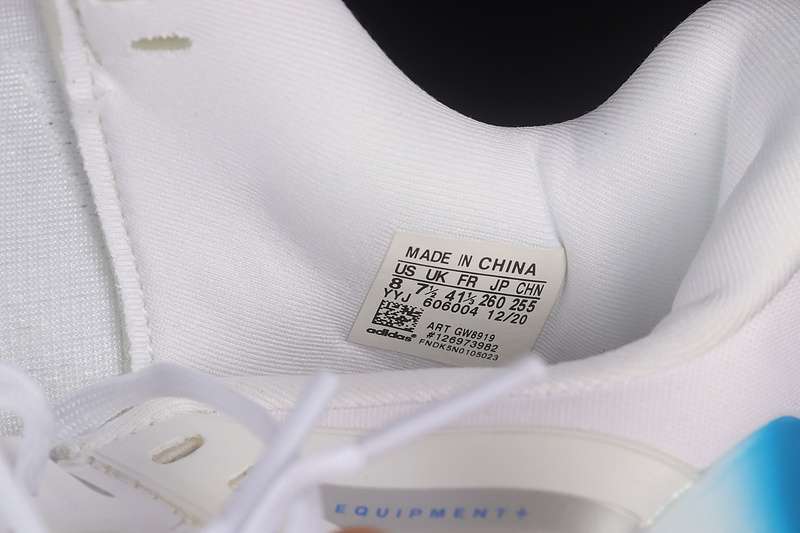 MADE IN CHINA
US UK FR JP CHN
8 7½ 41⅓ 260 255
YYJ 606004 12/20
ART GW8919
#126973982
adidas®
FNDK5N0105023
EQUIPMENT+